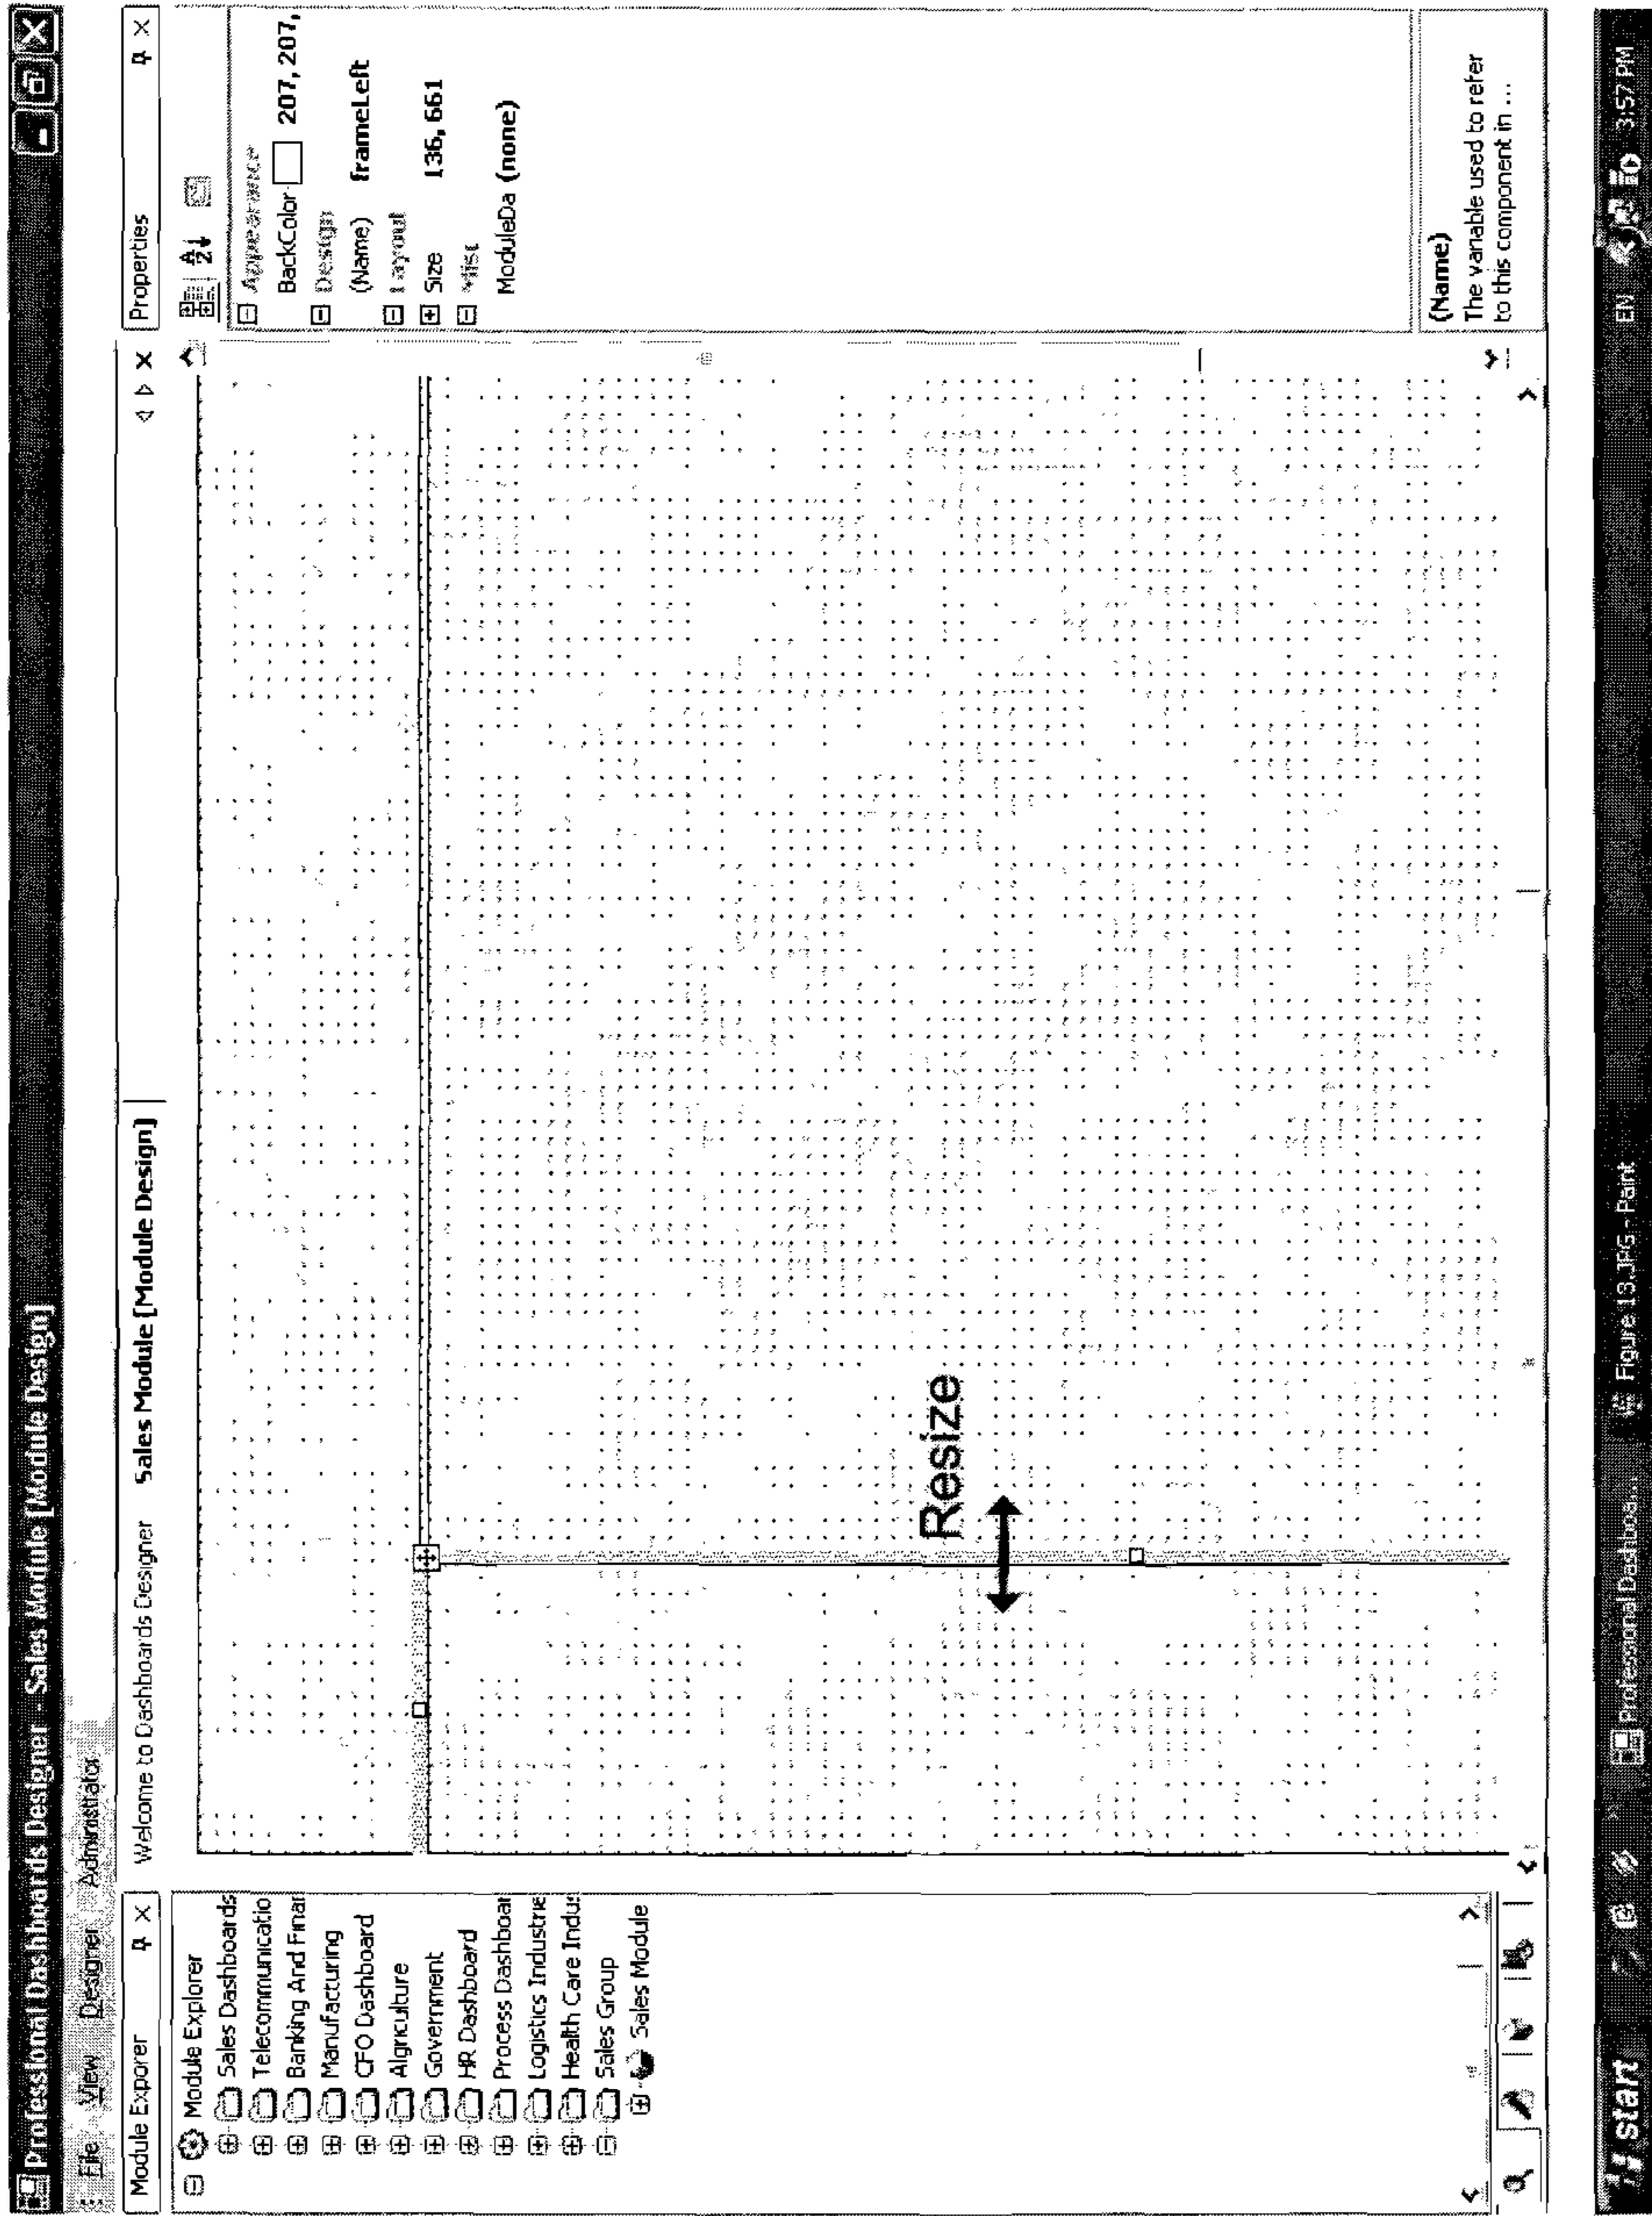 Professional Dashboards Designer - Sales Module [Module Design]
File View Designer Administrator
Module Exporer
Module Explorer
Sales Dashboards
Telecommunicatio
Banking And Finar
Manufacturing
CFO Dashboard
Algriculture
Government
HR Dashboard
Process Dashboar
Logistics Industrie
Health Care Indus
Sales Group
Sales Module
Welcome to Dashboards Designer Sales Module [Module Design]
Resize
Properties
Appearance
BackColor 207, 207,
Design
(Name) frameLeft
Layout
Size 136, 661
Misc
ModuleDa (none)
(Name)
The variable used to refer
to this component in ...
start
Professional Dashboa...
Figure 13.JPG - Paint
EN
3:57 PM